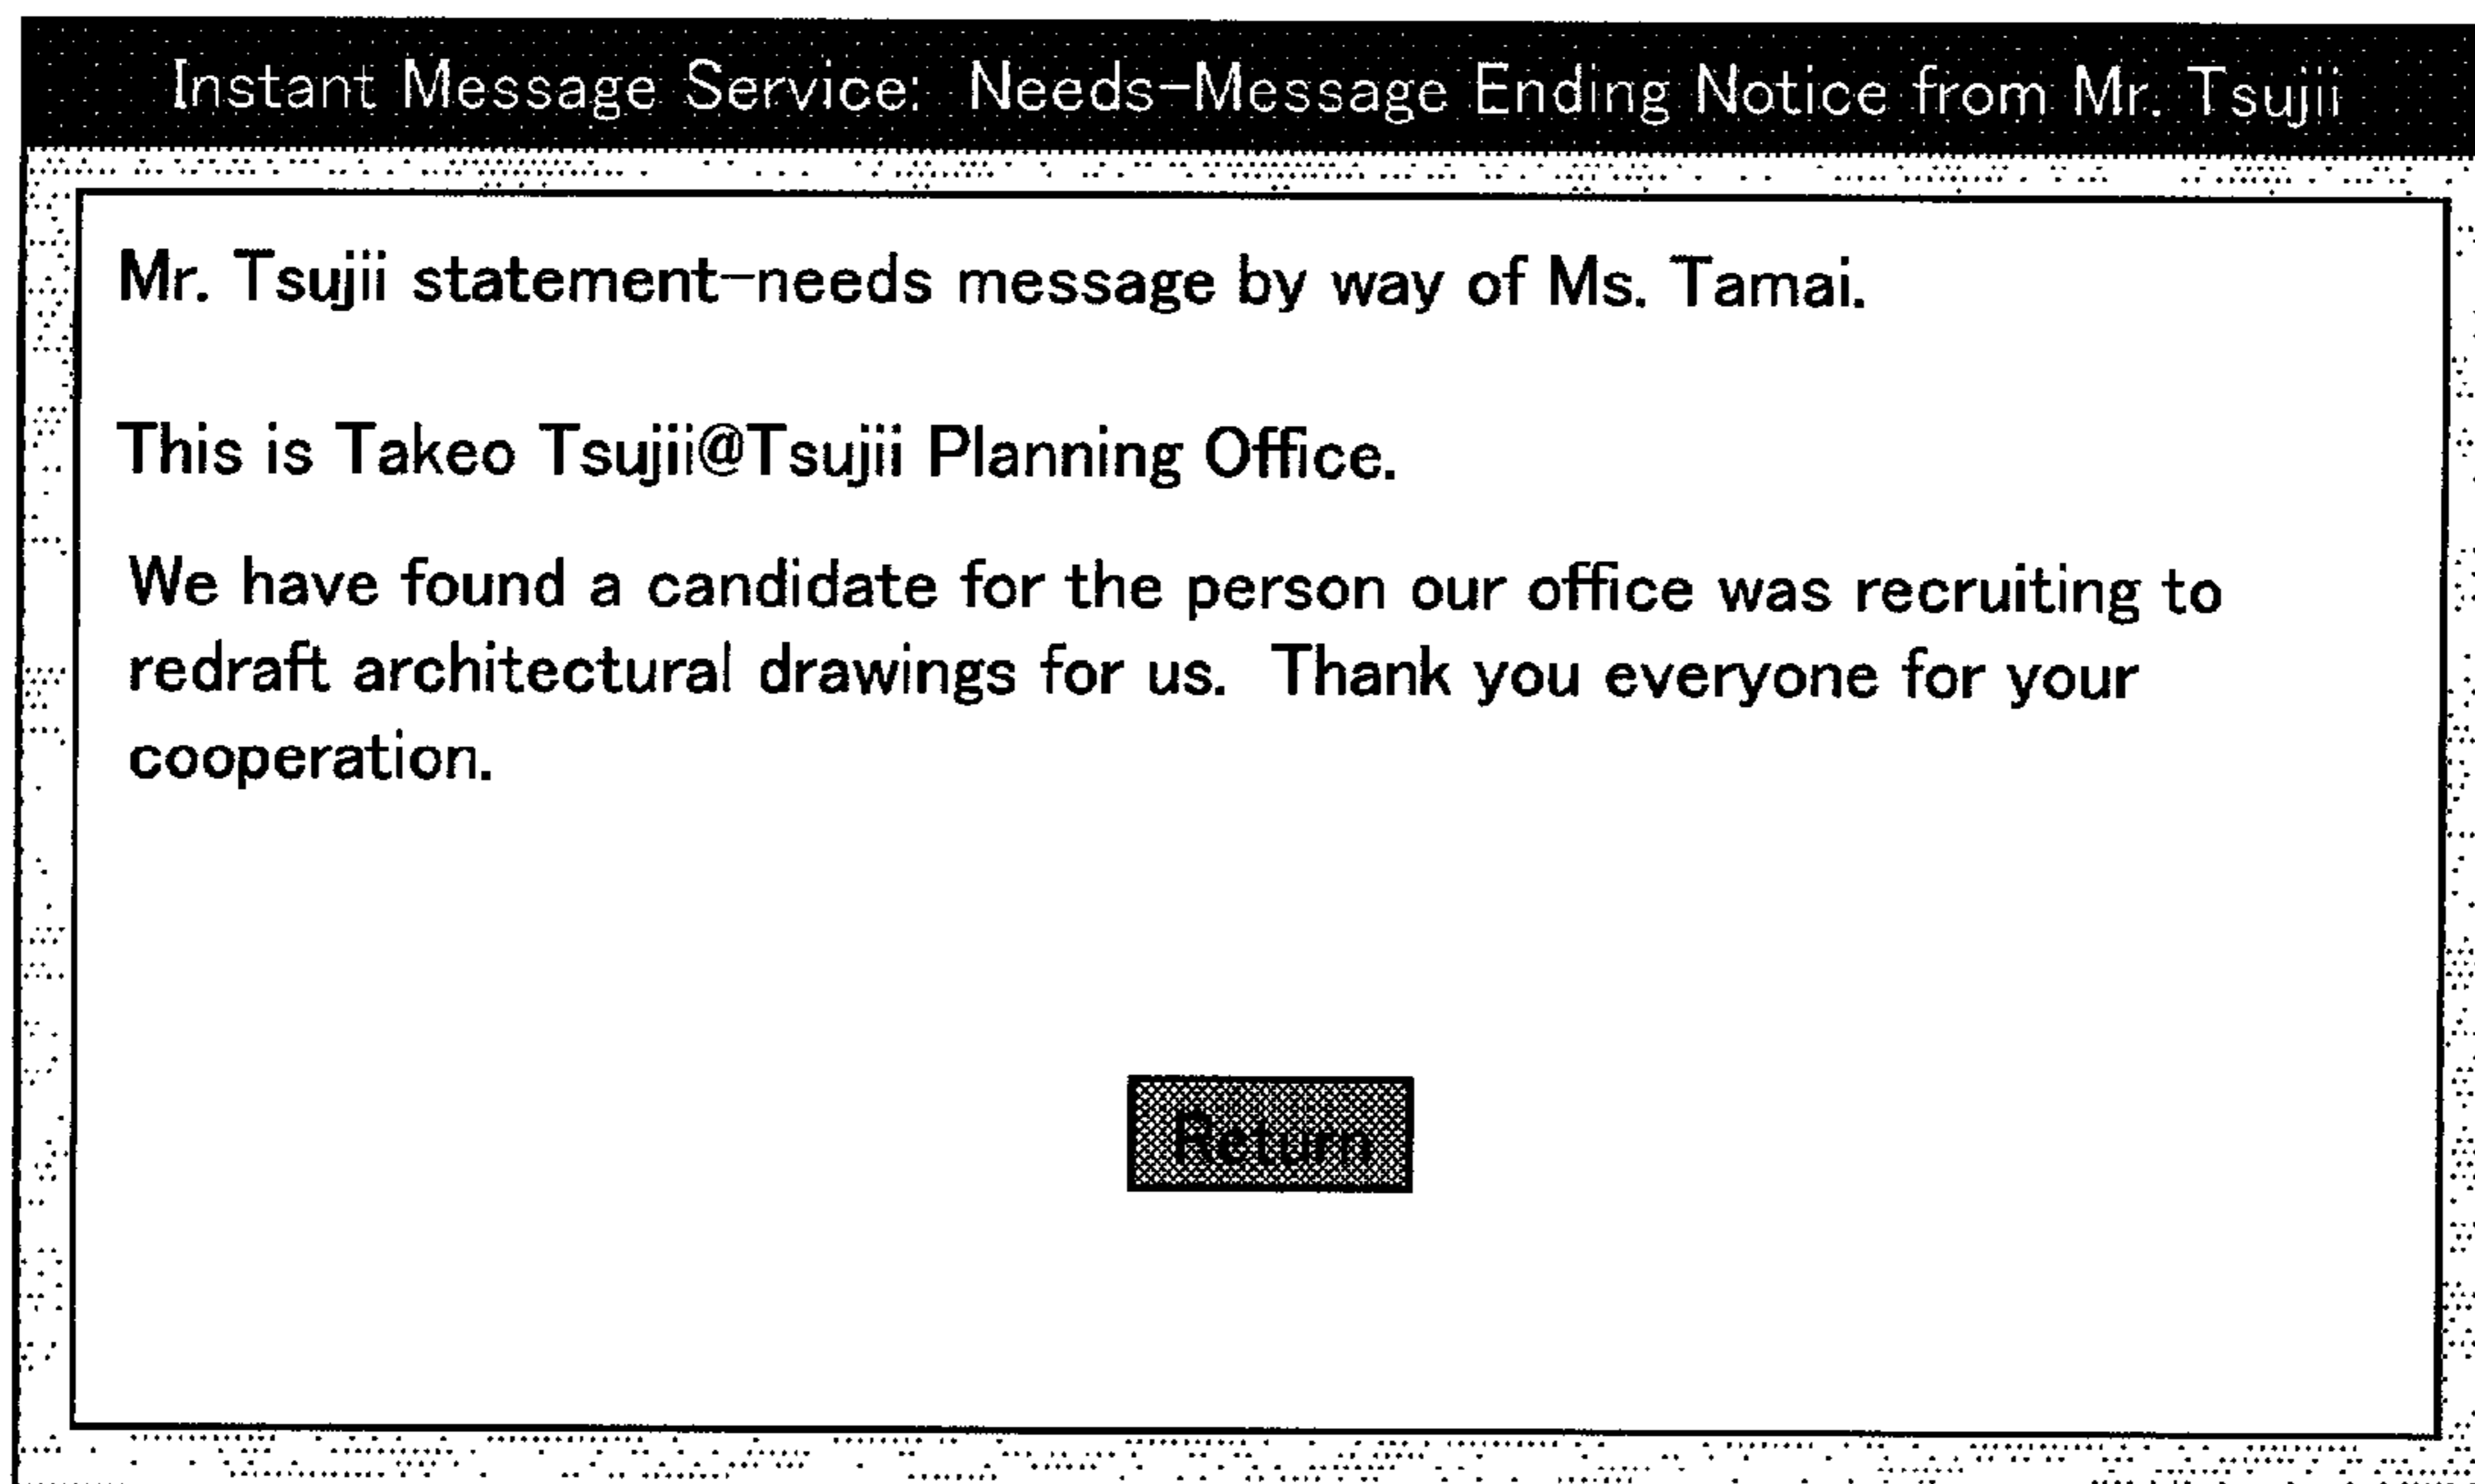 Instant Message Service: Needs-Message Ending Notice from Mr. Tsujii
Mr. Tsujii statement-needs message by way of Ms. Tamai.
This is Takeo Tsujii@Tsujii Planning Office.
We have found a candidate for the person our office was recruiting to
redraft architectural drawings for us. Thank you everyone for your
cooperation.
Return